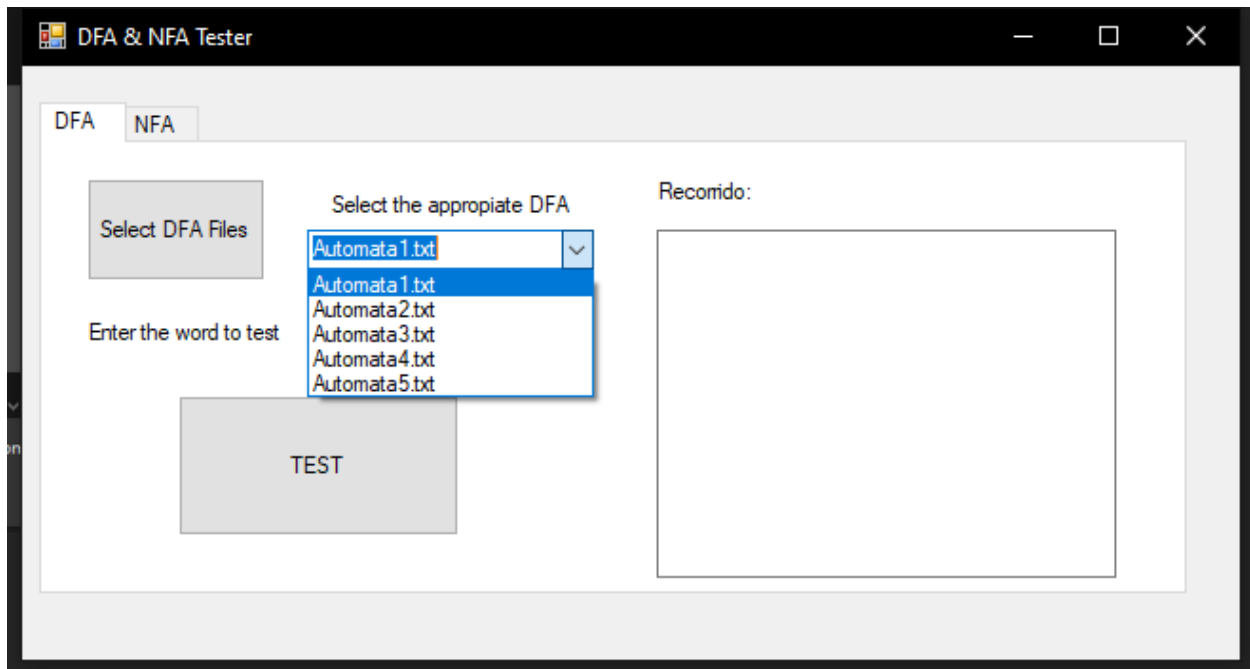 DFA & NFA Tester
DFA
NFA
Select DFA Files
Select the appropiate DFA
Recorrido:
Automata1.txt
Automata1.txt
Automata2.txt
Automata3.txt
Automata4.txt
Automata5.txt
Enter the word to test
TEST
on